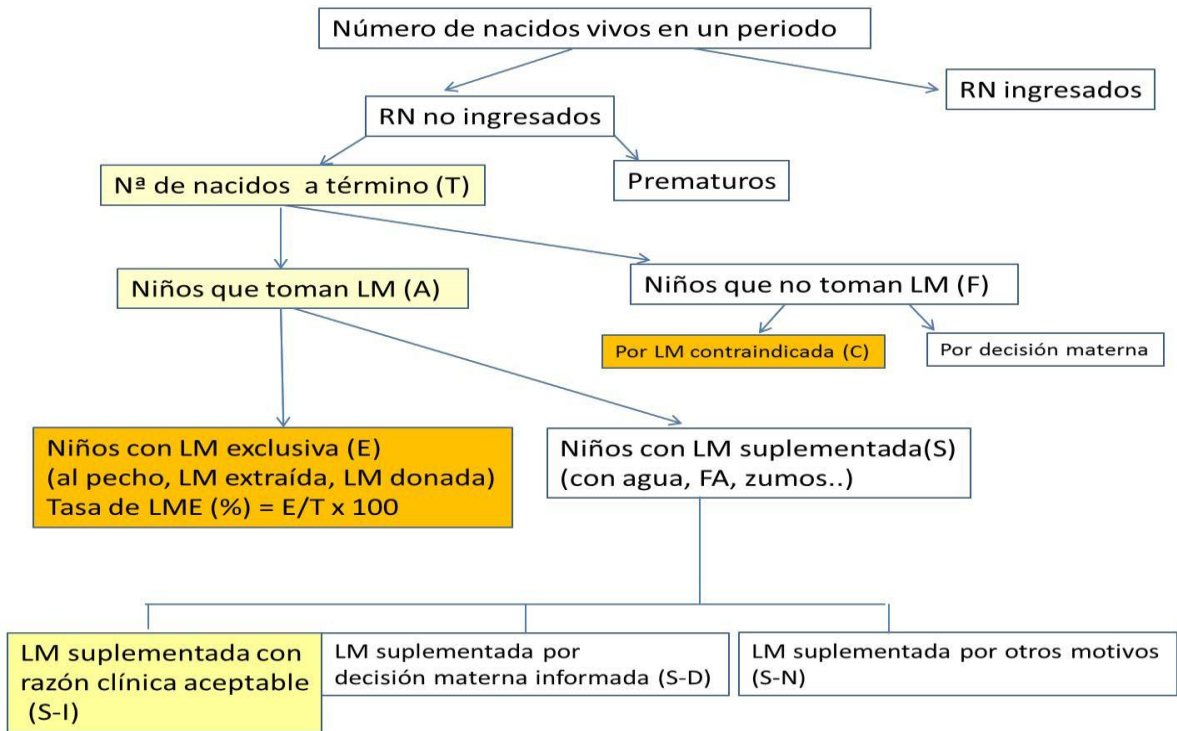 Número de nacidos vivos en un periodo
RN ingresados
RN no ingresados
Nª de nacidos a término (T)
Prematuros
Niños que toman LM (A)
Niños que no toman LM (F)
Por LM contraindicada (C)
Por decisión materna
Niños con LM exclusiva (E)
(al pecho, LM extraída, LM donada)
Tasa de LME (%) = E/T x 100
Niños con LM suplementada(S)
(con agua, FA, zumos..)
LM suplementada con
razón clínica aceptable
(S-I)
LM suplementada por
decisión materna informada (S-D)
LM suplementada por otros motivos
(S-N)